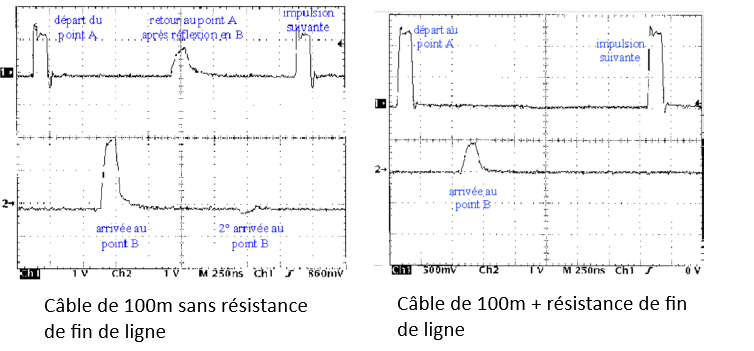 départ du
point A
retour au point A
après réflexion en B
impulsion
suivante
1
2
arrivée au
point B
2° arrivée au
point B
Ch1 1 V Ch2 1 V M 250ns Ch1 860mV
départ au
point A
impulsion
suivante
1
2
arrivée au
point B
Ch1 500mV Ch2 1 V M 250ns Ch1 0 V
Câble de 100m sans résistance
de fin de ligne
Câble de 100m + résistance de fin
de ligne